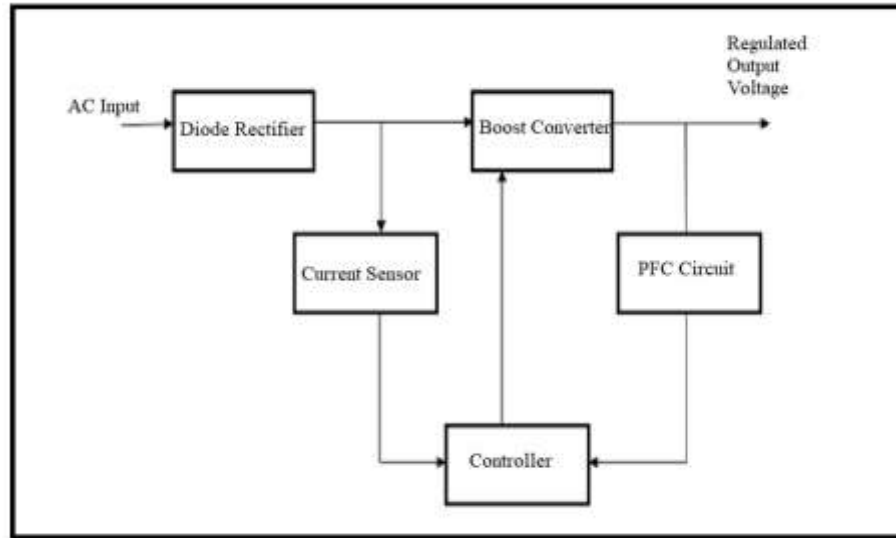 Regulated
Output
Voltage
AC Input
Diode Rectifier
Boost Converter
Current Sensor
PFC Circuit
Controller